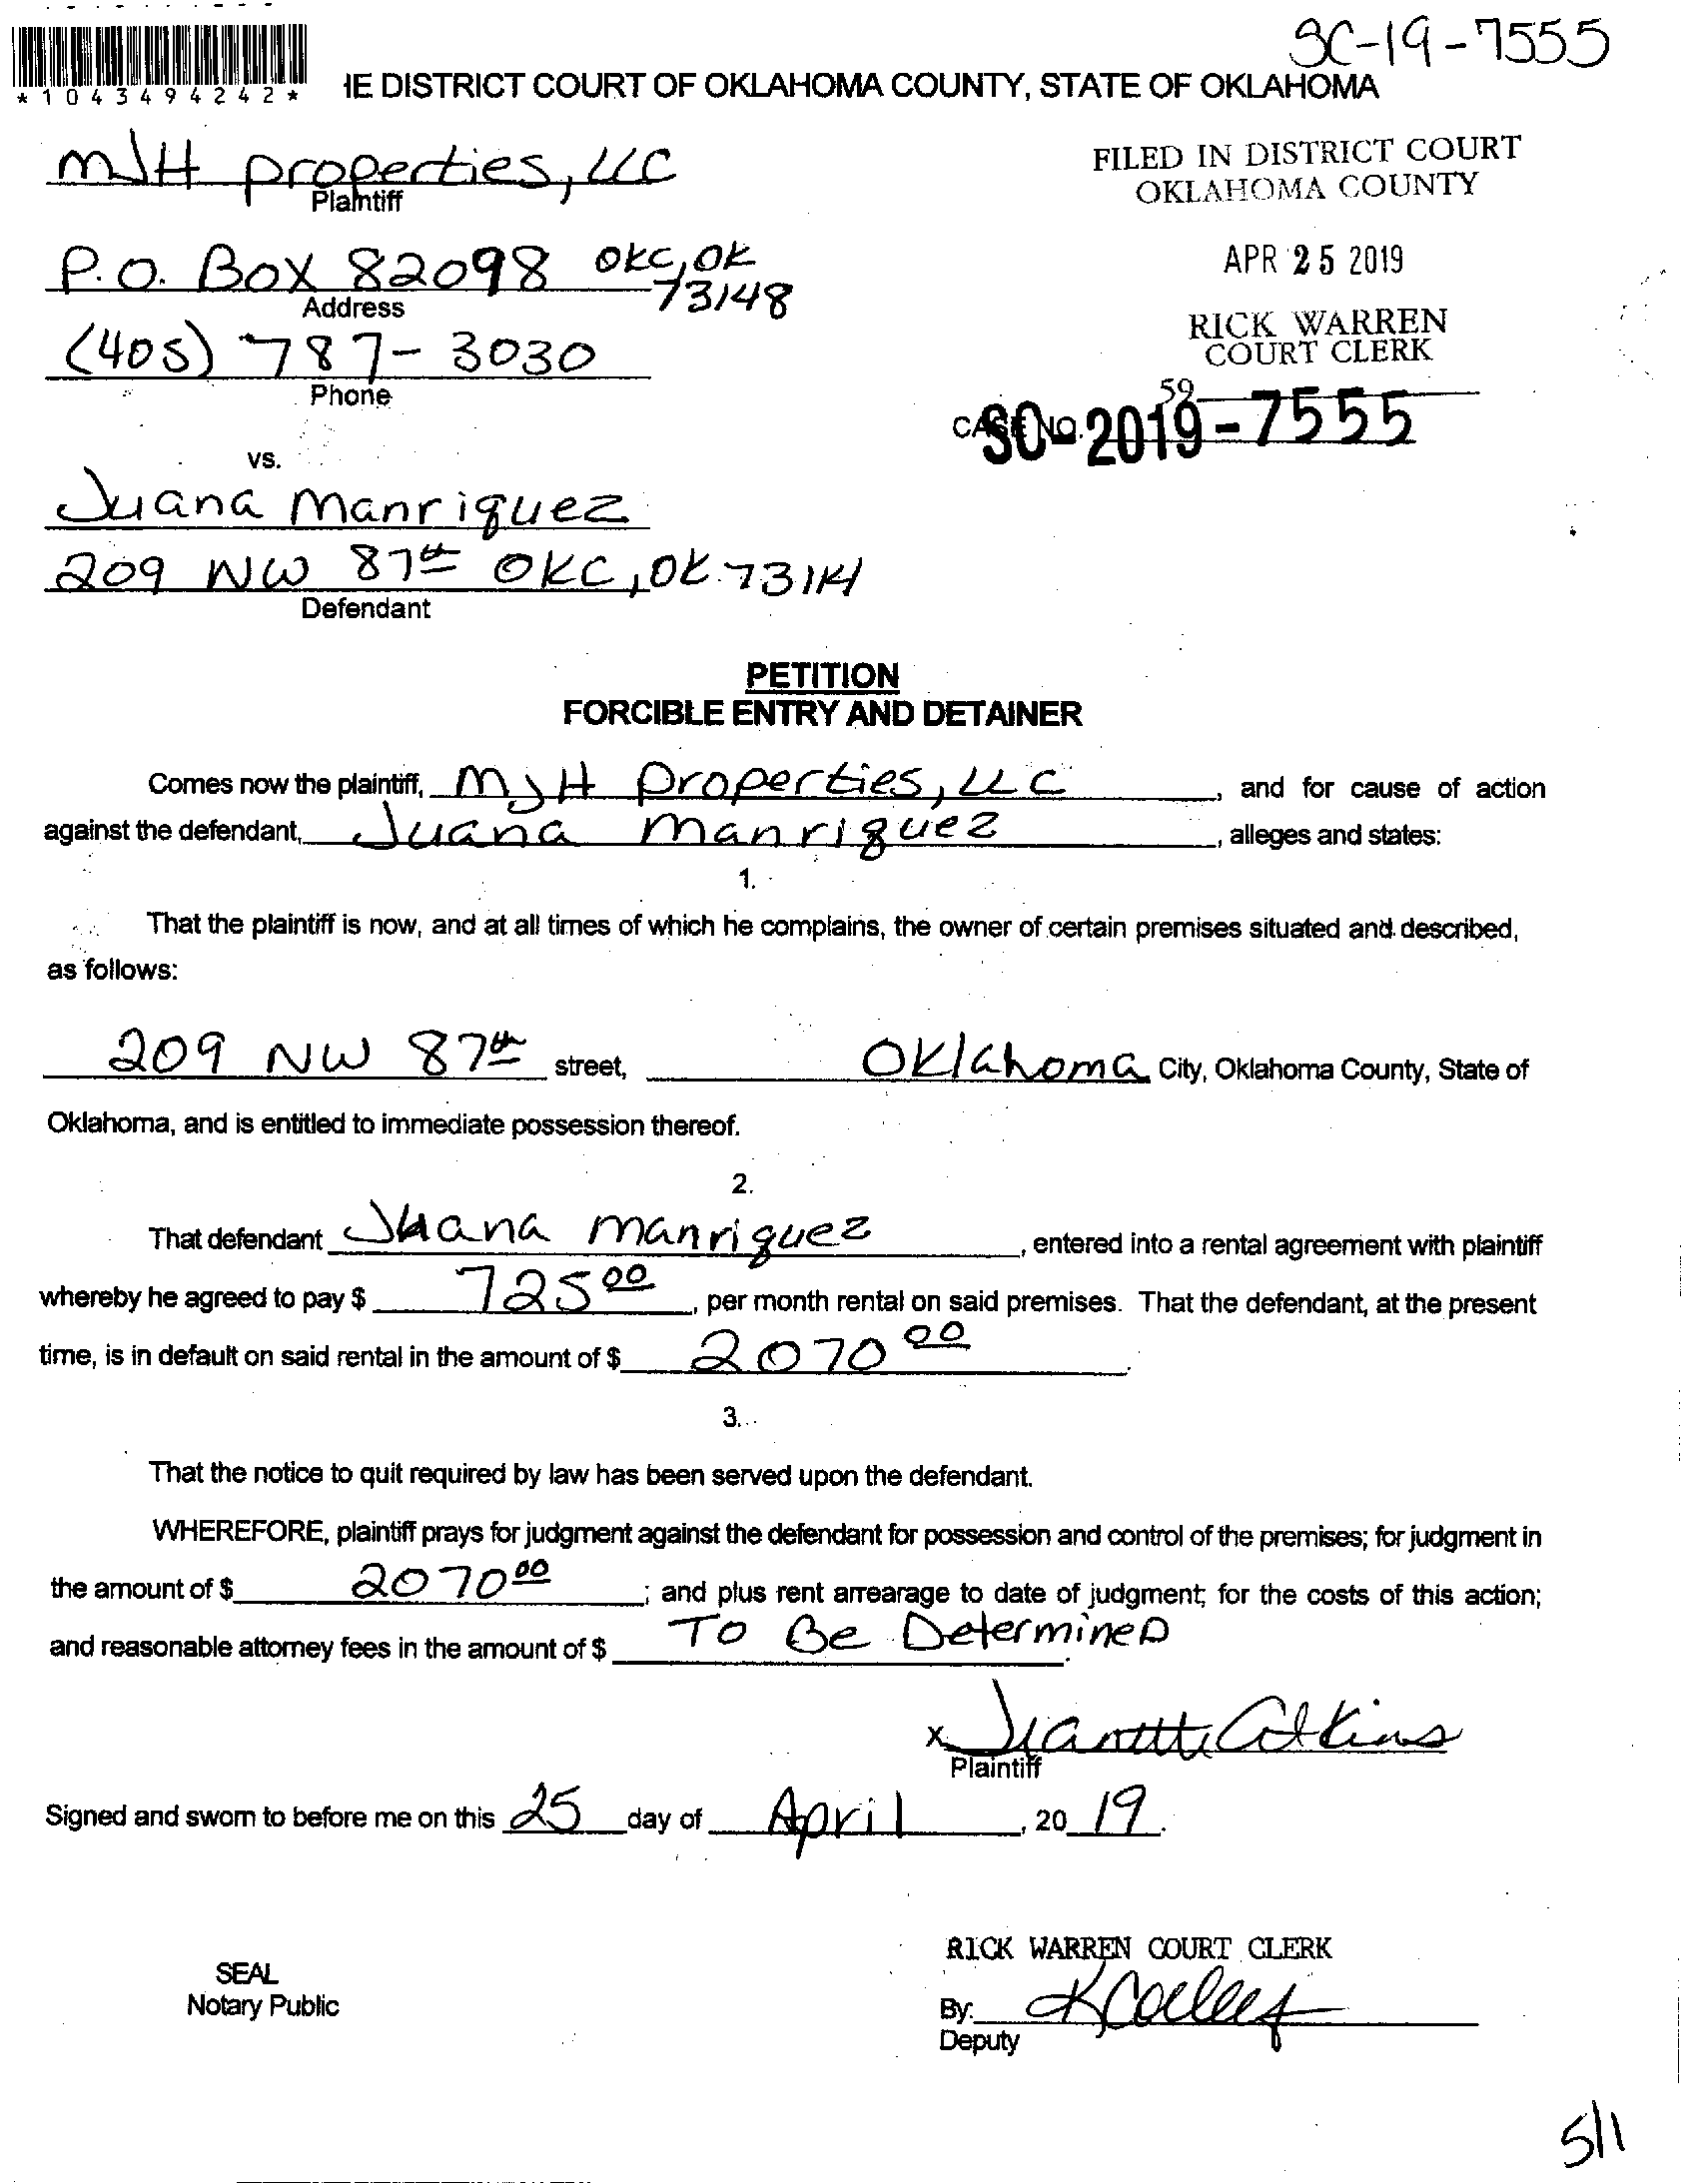 SC-19-7555
*1043494242*
IE DISTRICT COURT OF OKLAHOMA COUNTY, STATE OF OKLAHOMA
MJH properties, LLC
Plaintiff
FILED IN DISTRICT COURT
OKLAHOMA COUNTY
P.O. Box 82098 OKC, OK
73148
Address
APR 25 2019
(405) 787-3030
Phone
RICK WARREN
COURT CLERK
59
CASE NO. SC-2019-7555
vs.
Juana Manriquez
209 NW 87th OKC, OK 73114
Defendant
PETITION
FORCIBLE ENTRY AND DETAINER
Comes now the plaintiff, MJH Properties, LLC, and for cause of action
against the defendant, Juana Manriquez, alleges and states:
1.
That the plaintiff is now, and at all times of which he complains, the owner of certain premises situated and described,
as follows:
209 NW 87th street, Oklahoma City, Oklahoma County, State of
Oklahoma, and is entitled to immediate possession thereof.
2.
That defendant Juana Manriquez, entered into a rental agreement with plaintiff
whereby he agreed to pay $ 725 00, per month rental on said premises. That the defendant, at the present
time, is in default on said rental in the amount of $ 2070 00.
3.
That the notice to quit required by law has been served upon the defendant.
WHEREFORE, plaintiff prays for judgment against the defendant for possession and control of the premises; for judgment in
the amount of $ 2070 00; and plus rent arrearage to date of judgment; for the costs of this action;
and reasonable attorney fees in the amount of $ To Be Determined.
x Jeanette Adkins
Plaintiff
Signed and sworn to before me on this 25 day of April, 20 19.
RICK WARREN COURT CLERK
SEAL
Notary Public
By:
Deputy
5/1